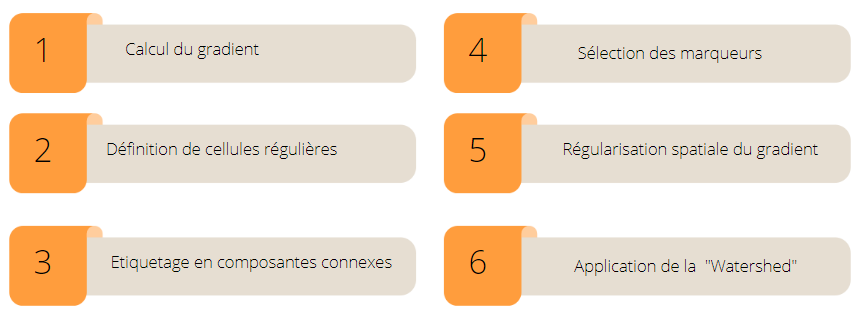 1
Calcul du gradient
2
Définition de cellules régulières
3
Etiquetage en composantes connexes
4
Sélection des marqueurs
5
Régularisation spatiale du gradient
6
Application de la "Watershed"